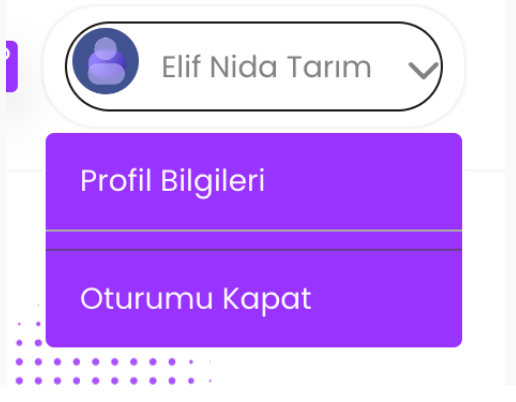 Elif Nida Tarım
Profil Bilgileri
Oturumu Kapat